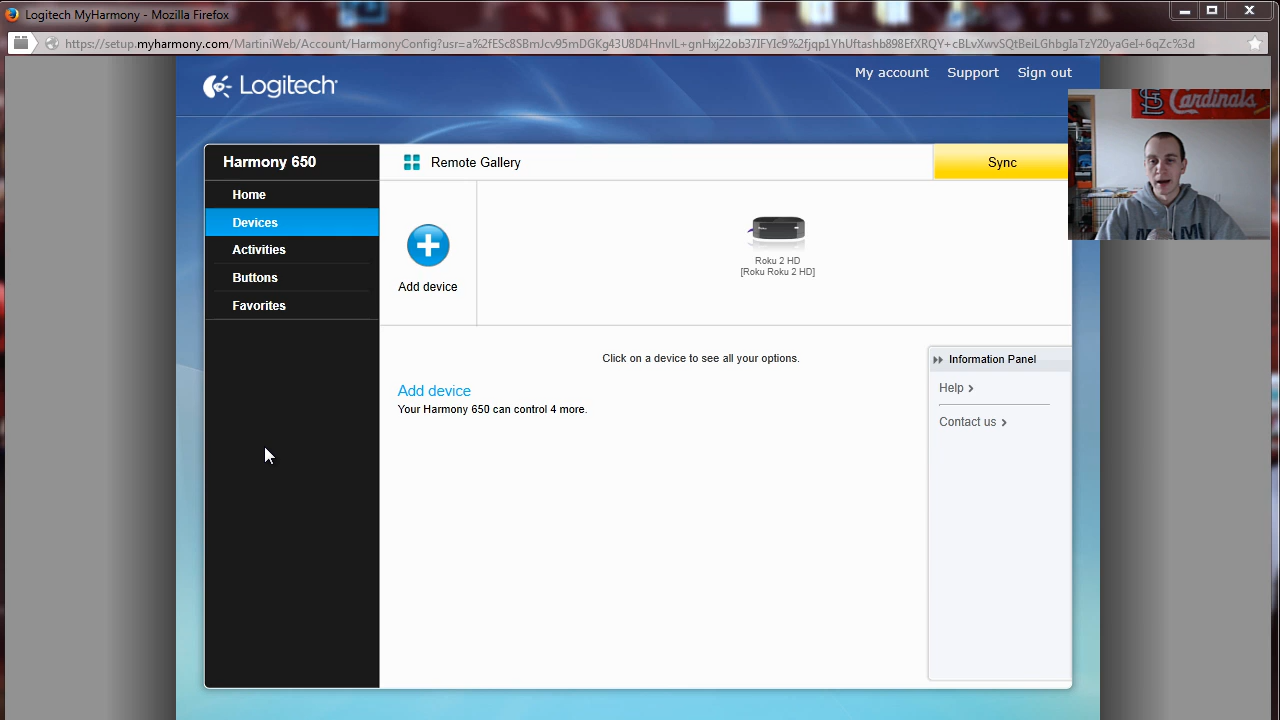 Logitech MyHarmony - Mozilla Firefox
My account Support Sign out
Logitech
Cardinals
Harmony 650
Remote Gallery
Sync
Home
Devices
Activities
Buttons
Favorites
Add device
Roku 2 HD
[Roku Roku 2 HD]
Click on a device to see all your options.
Add device
Your Harmony 650 can control 4 more.
Information Panel
Help
Contact us